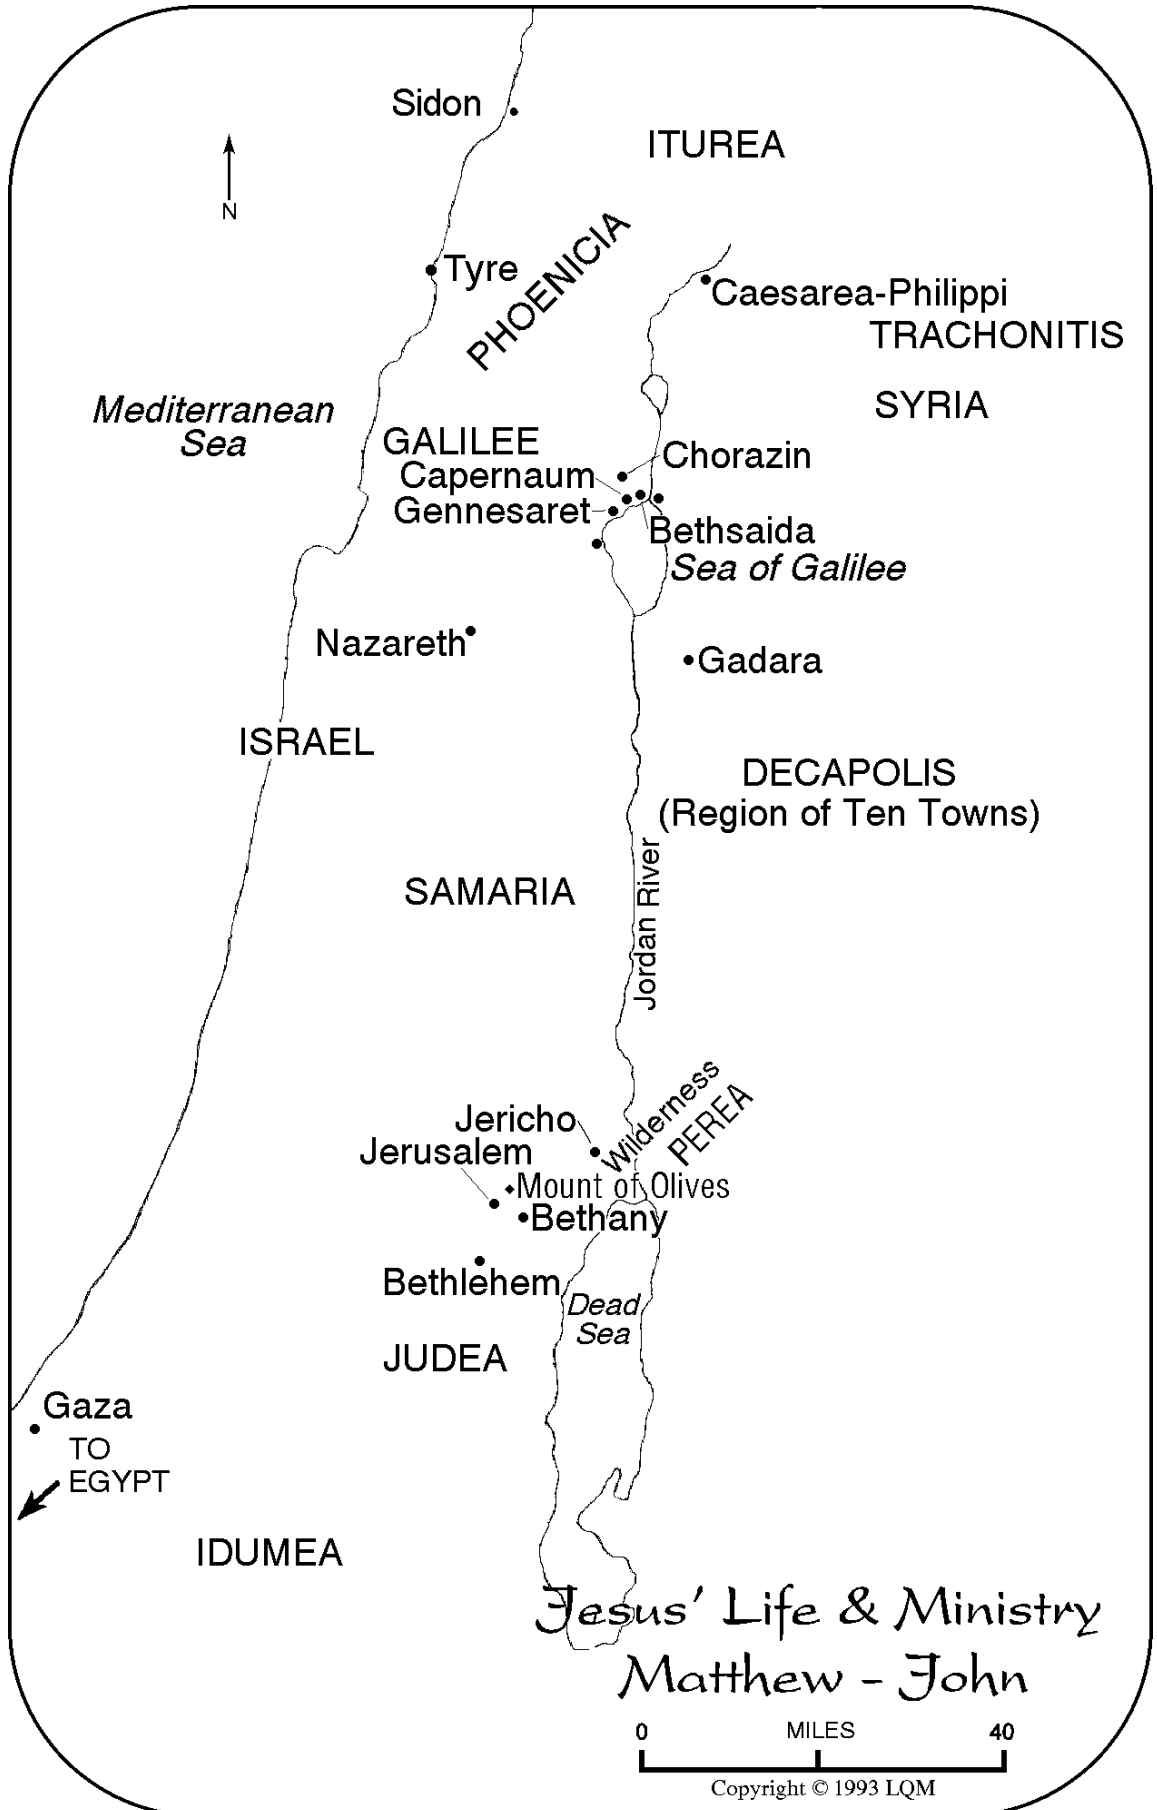 Sidon
ITUREA
N
PHOENICIA
Tyre
Caesarea-Philippi
TRACHONITIS
Mediterranean
Sea
SYRIA
GALILEE
Chorazin
Capernaum
Gennesaret
Bethsaida
Sea of Galilee
Nazareth
Gadara
ISRAEL
DECAPOLIS
(Region of Ten Towns)
Jordan River
SAMARIA
Wilderness
PEREA
Jericho
Jerusalem
Mount of Olives
Bethany
Bethlehem
Dead
Sea
JUDEA
Gaza
TO
EGYPT
IDUMEA
Jesus' Life & Ministry
Matthew - John
0 MILES 40
Copyright © 1993 LQM